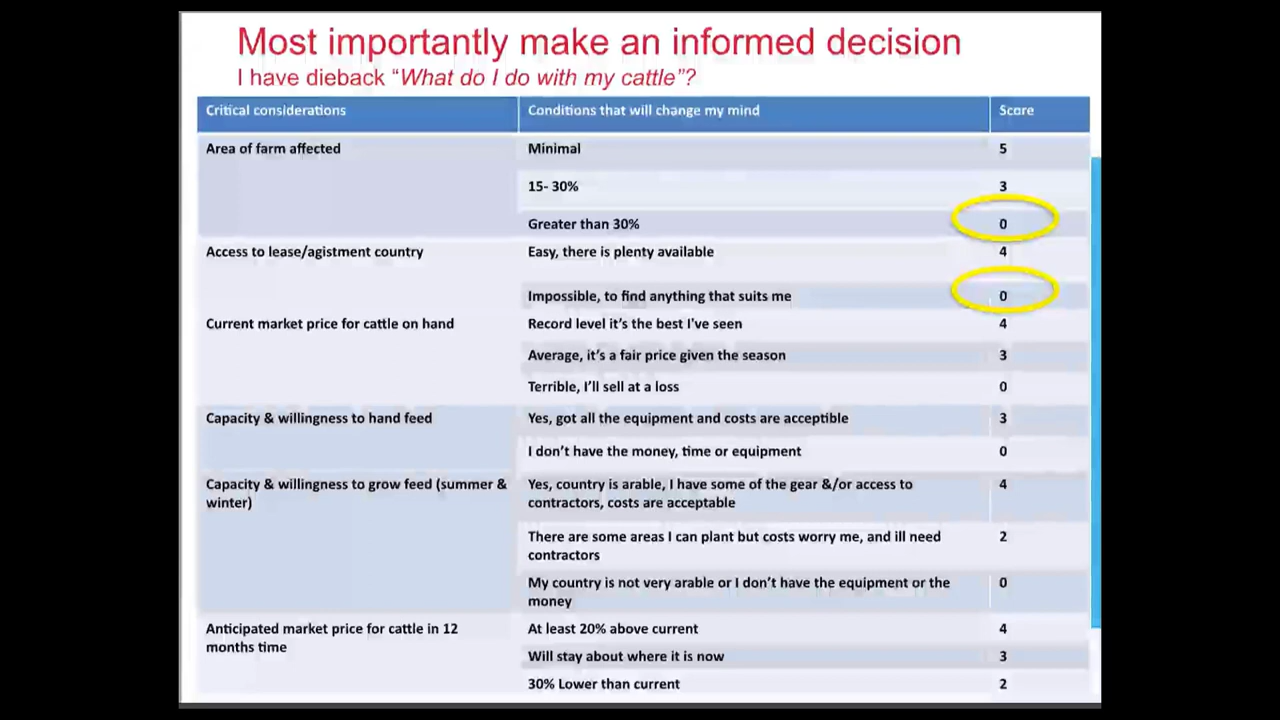 Most importantly make an informed decision
I have dieback “What do I do with my cattle”?
Critical considerations Conditions that will change my mind Score
Area of farm affected Minimal 5
15- 30% 3
Greater than 30% 0
Access to lease/agistment country Easy, there is plenty available 4
Impossible, to find anything that suits me 0
Current market price for cattle on hand Record level it’s the best I’ve seen 4
Average, it’s a fair price given the season 3
Terrible, I’ll sell at a loss 0
Capacity & willingness to hand feed Yes, got all the equipment and costs are acceptible 3
I don’t have the money, time or equipment 0
Capacity & willingness to grow feed (summer & Yes, country is arable, I have some of the gear &/or access to 4
winter) contractors, costs are acceptable
There are some areas I can plant but costs worry me, and ill need 2
contractors
My country is not very arable or I don’t have the equipment or the 0
money
Anticipated market price for cattle in 12 At least 20% above current 4
months time
Will stay about where it is now 3
30% Lower than current 2